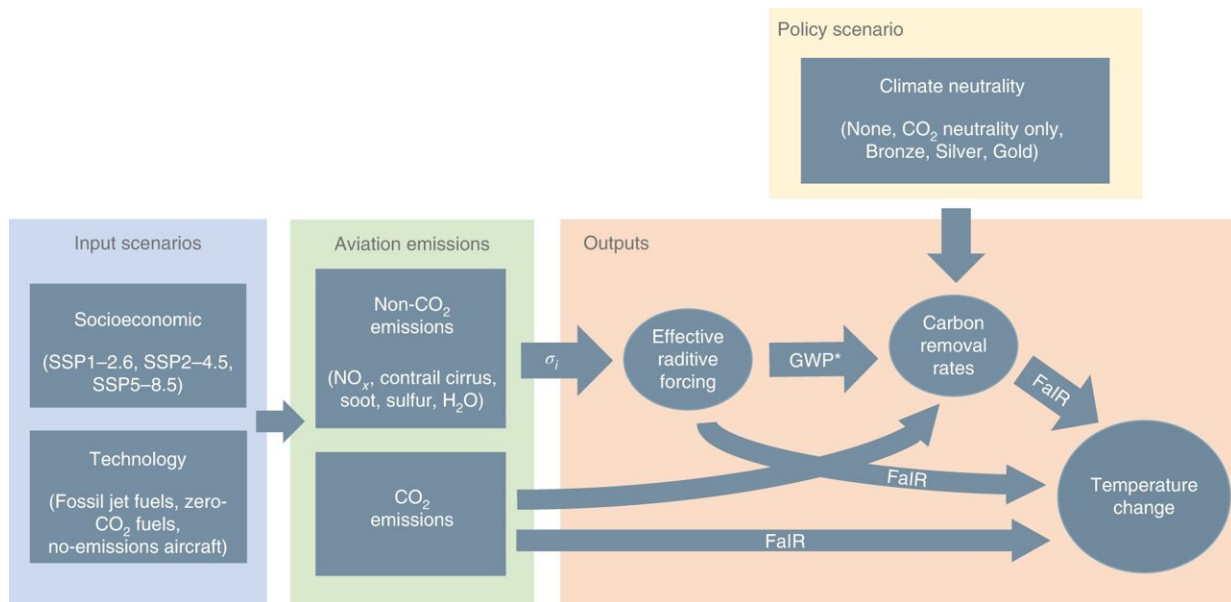 Policy scenario
Climate neutrality
(None, CO₂ neutrality only,
Bronze, Silver, Gold)
Input scenarios
Socioeconomic
(SSP1–2.6, SSP2–4.5,
SSP5–8.5)
Technology
(Fossil jet fuels, zero-
CO₂ fuels,
no-emissions aircraft)
Aviation emissions
Non-CO₂
emissions
(NOₓ, contrail cirrus,
soot, sulfur, H₂O)
CO₂
emissions
Outputs
σᵢ
Effective
raditive
forcing
GWP*
Carbon
removal
rates
FaIR
FaIR
FaIR
Temperature
change